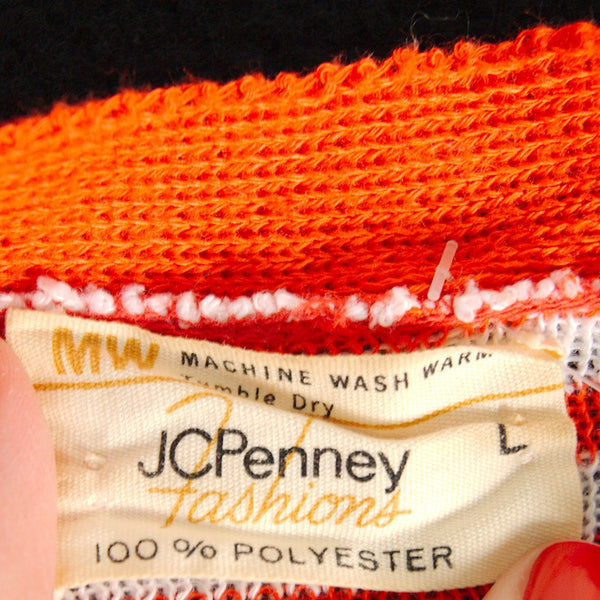 MW MACHINE WASH WARM
Tumble Dry
JCPenney L
Fashions
100 % POLYESTER